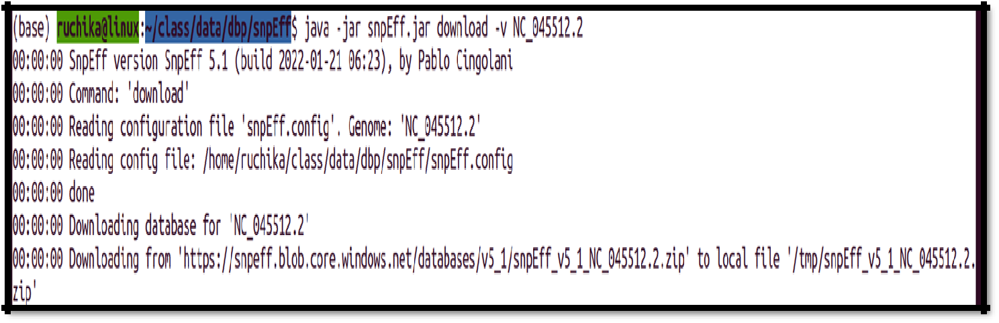 (base) ruchika@linux:~/class/data/dbp/snpEff$ java -jar snpEff.jar download -v NC_045512.2
00:00:00 SnpEff version SnpEff 5.1 (build 2022-01-21 06:23), by Pablo Cingolani
00:00:00 Command: 'download'
00:00:00 Reading configuration file 'snpEff.config'. Genome: 'NC_045512.2'
00:00:00 Reading config file: /home/ruchika/class/data/dbp/snpEff/snpEff.config
00:00:00 done
00:00:00 Downloading database for 'NC_045512.2'
00:00:00 Downloading from 'https://snpeff.blob.core.windows.net/databases/v5_1/snpEff_v5_1_NC_045512.2.zip' to local file '/tmp/snpEff_v5_1_NC_045512.2.
zip'